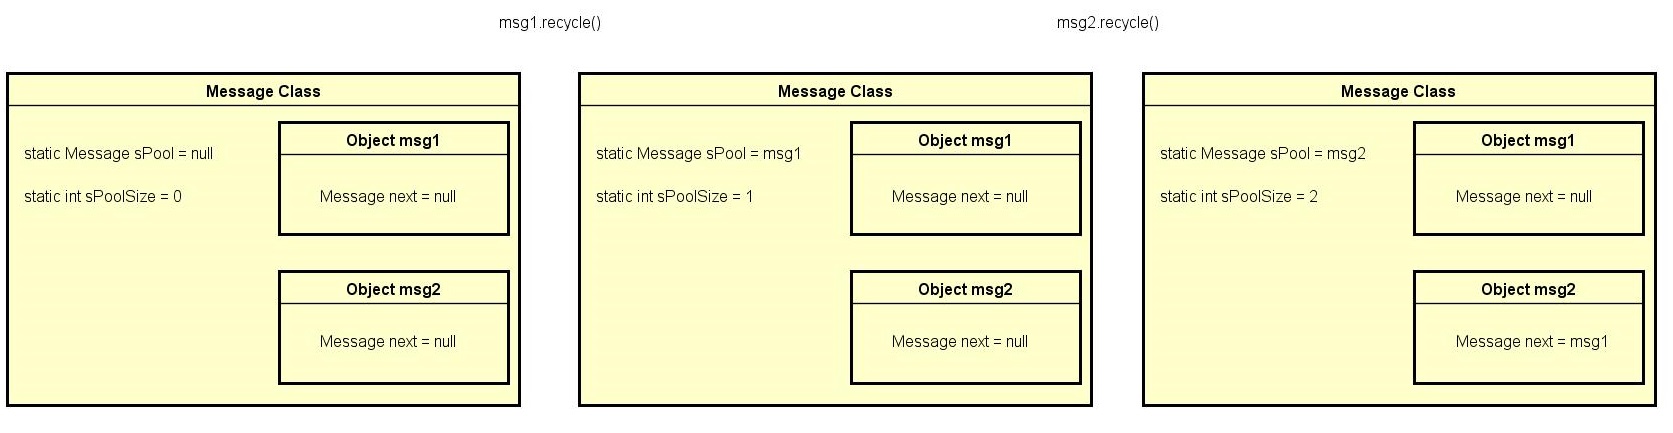 msg1.recycle()
msg2.recycle()
Message Class
static Message sPool = null
static int sPoolSize = 0
Object msg1
Message next = null
Object msg2
Message next = null
Message Class
static Message sPool = msg1
static int sPoolSize = 1
Object msg1
Message next = null
Object msg2
Message next = null
Message Class
static Message sPool = msg2
static int sPoolSize = 2
Object msg1
Message next = null
Object msg2
Message next = msg1